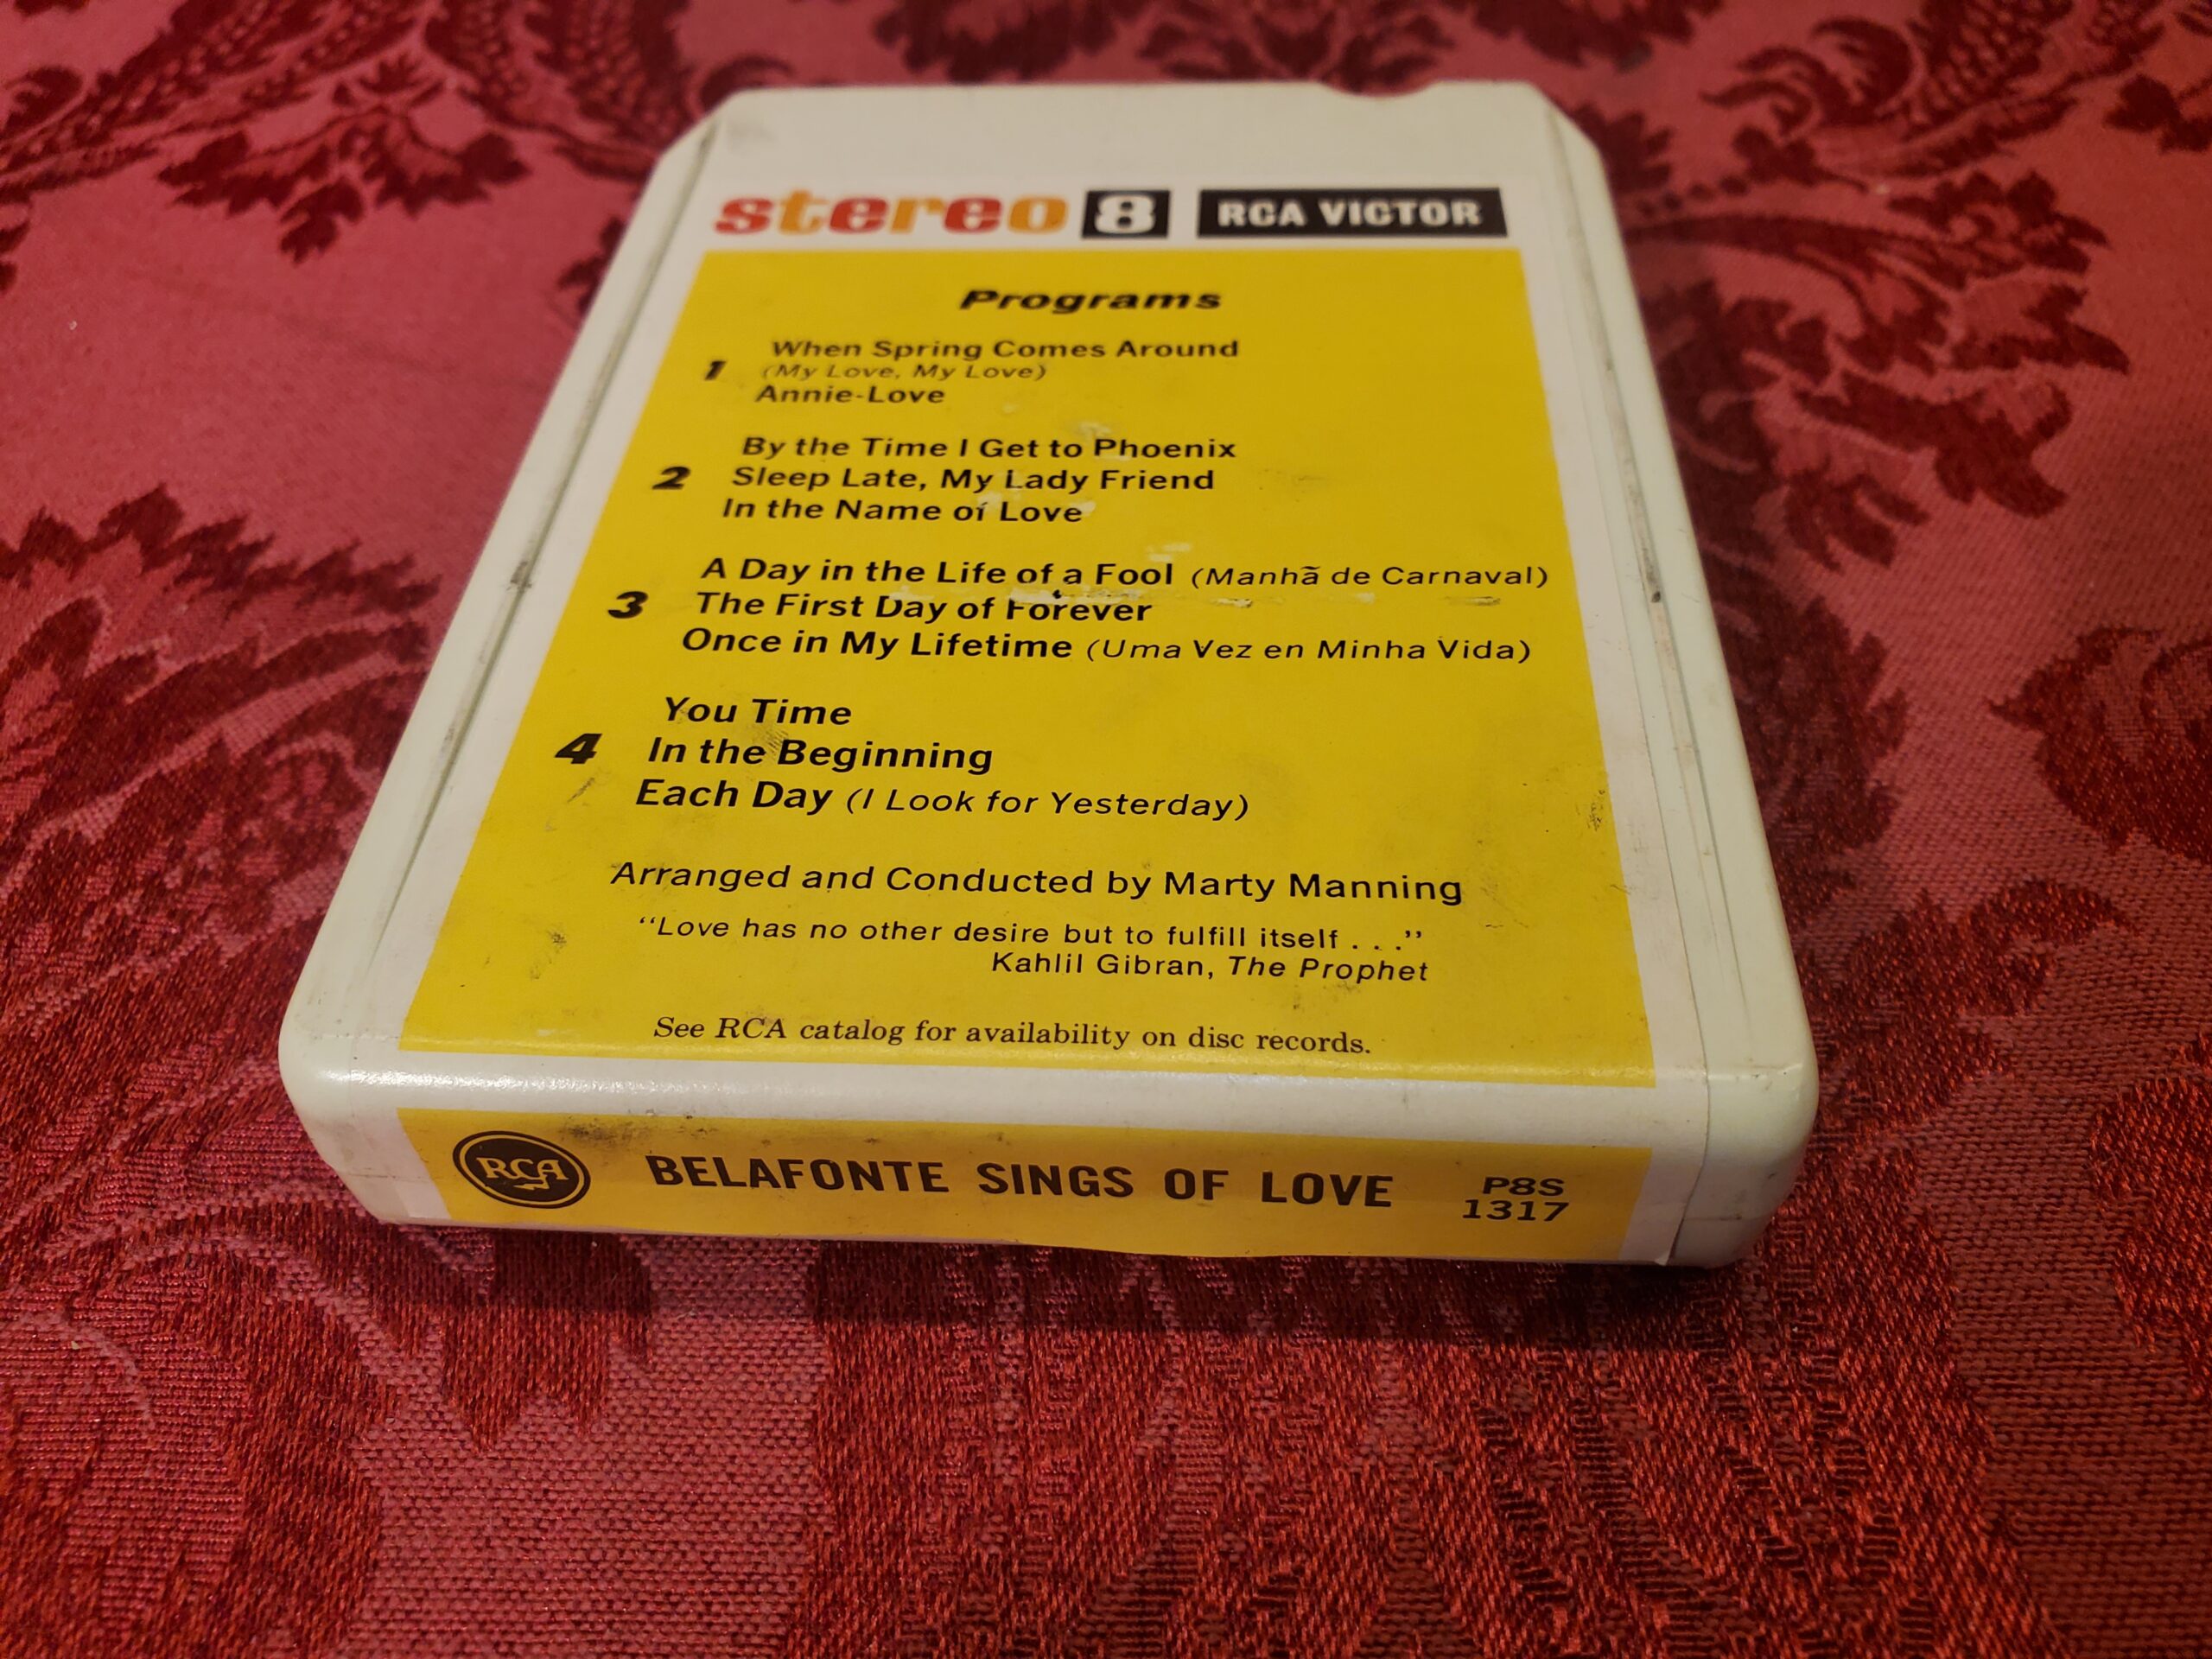 stereo 8 RCA VICTOR
Programs
1
When Spring Comes Around
(My Love, My Love)
Annie-Love
2
By the Time I Get to Phoenix
Sleep Late, My Lady Friend
In the Name of Love
3
A Day in the Life of a Fool (Manhã de Carnaval)
The First Day of Forever
Once in My Lifetime (Uma Vez en Minha Vida)
4
You Time
In the Beginning
Each Day (I Look for Yesterday)
Arranged and Conducted by Marty Manning
“Love has no other desire but to fulfill itself . . .”
Kahlil Gibran, The Prophet
See RCA catalog for availability on disc records.
RCA
BELAFONTE SINGS OF LOVE
P8S
1317